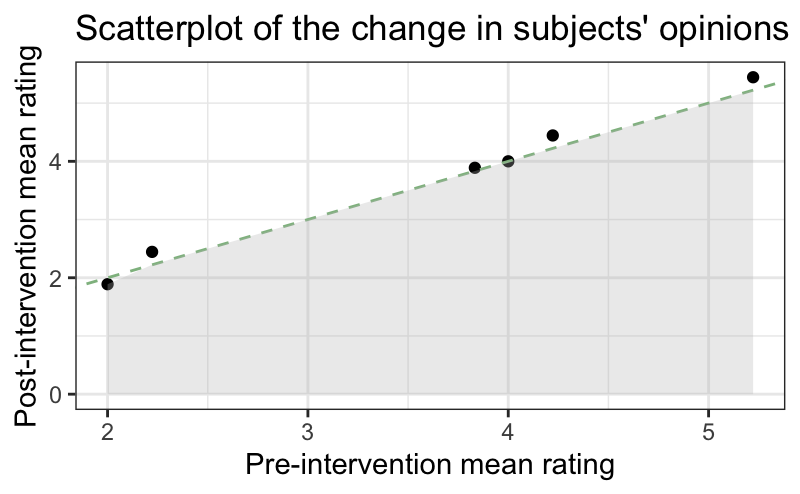 Scatterplot of the change in subjects' opinions
Post-intervention mean rating
4
2
0
2 3 4 5
Pre-intervention mean rating